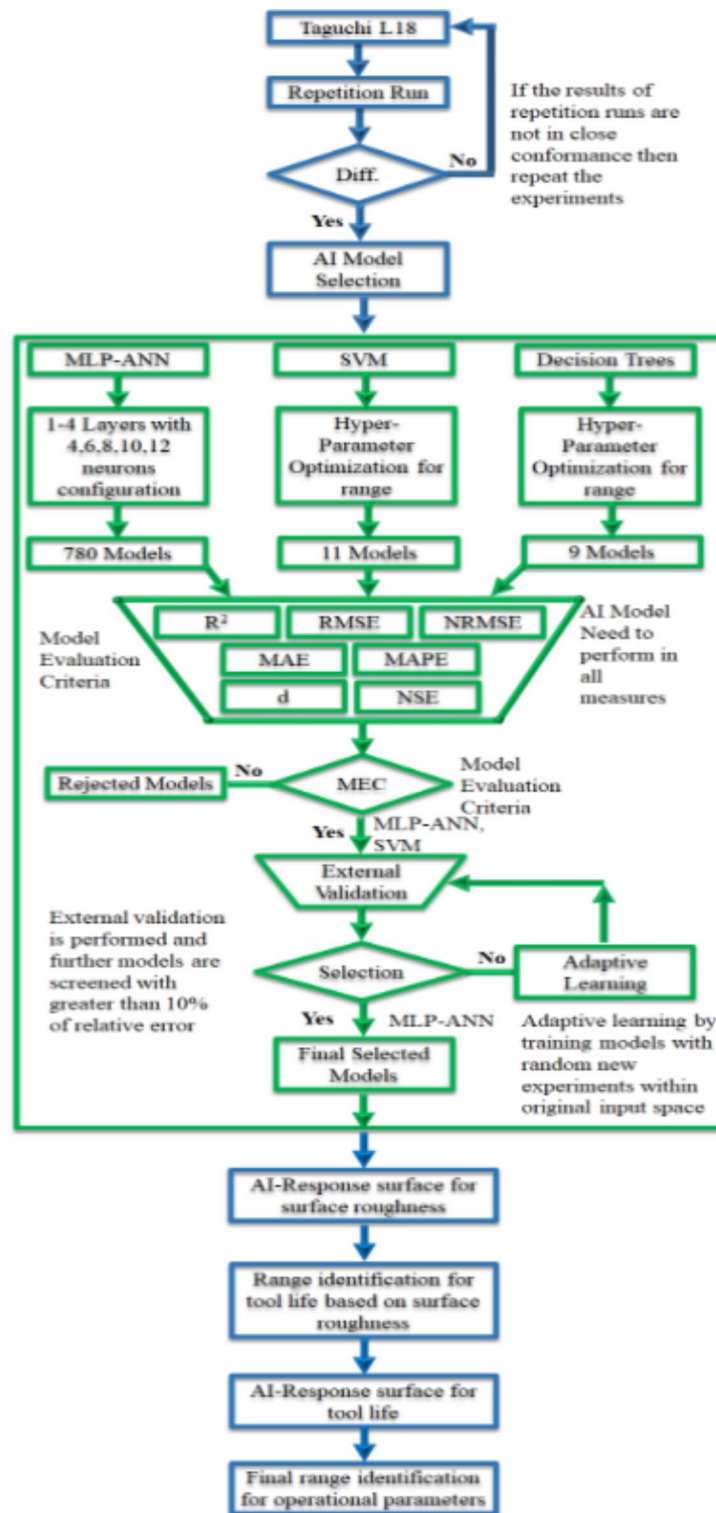 Taguchi L18
Repetition Run
If the results of
repetition runs are
not in close
conformance then
repeat the
experiments
No
Diff.
Yes
AI Model
Selection
MLP-ANN
SVM
Decision Trees
1-4 Layers with
4,6,8,10,12
neurons
configuration
Hyper-
Parameter
Optimization for
range
Hyper-
Parameter
Optimization for
range
780 Models
11 Models
9 Models
Model
Evaluation
Criteria
R²
RMSE
NRMSE
MAE
MAPE
d
NSE
AI Model
Need to
perform in
all
measures
Rejected Models
No
MEC
Model
Evaluation
Criteria
Yes
MLP-ANN,
SVM
External
Validation
External validation
is performed and
further models are
screened with
greater than 10%
of relative error
Selection
No
Adaptive
Learning
Yes
MLP-ANN
Adaptive learning by
training models with
random new
experiments within
original input space
Final Selected
Models
AI-Response surface for
surface roughness
Range identification for
tool life based on surface
roughness
AI-Response surface for
tool life
Final range identification
for operational parameters